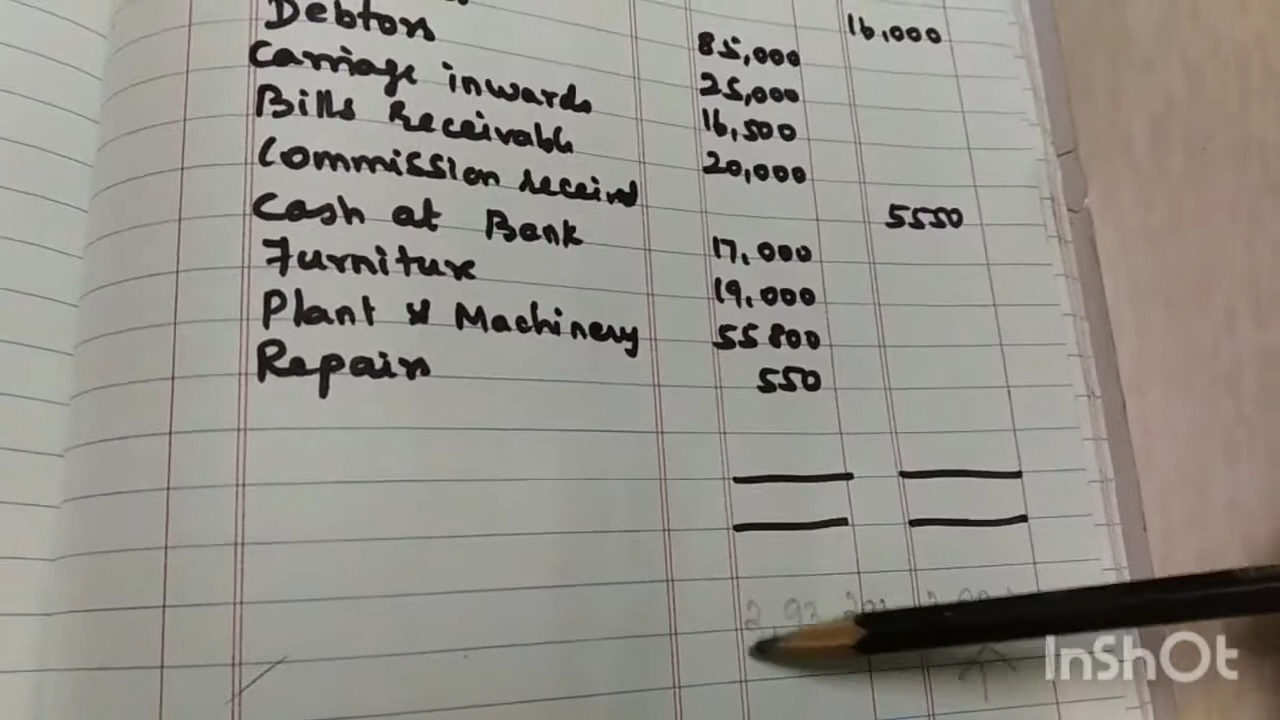 Debtors 16,000
Carriage inwards 85,000
Bills Receivable 25,000
Commission received 16,500
Cash at Bank 20,000
Furniture 5550
Plant & Machinery 17,000
Repair 19,000
55800
550
InShOt